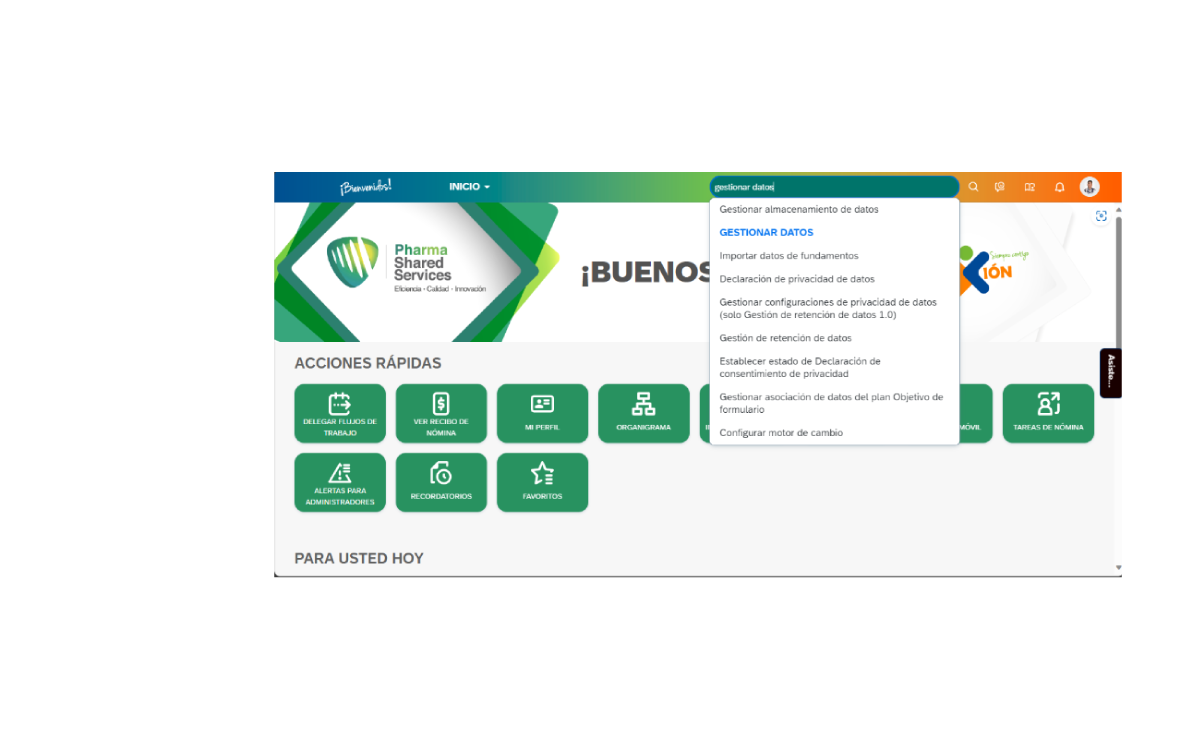 ¡Bienvenidos!
INICIO
gestionar datos
Gestionar almacenamiento de datos
GESTIONAR DATOS
Importar datos de fundamentos
Declaración de privacidad de datos
Gestionar configuraciones de privacidad de datos
(solo Gestión de retención de datos 1.0)
Gestión de retención de datos
Establecer estado de Declaración de
consentimiento de privacidad
Gestionar asociación de datos del plan Objetivo de
formulario
Configurar motor de cambio
Pharma
Shared
Services
Eficiencia - Calidad - Innovación
¡BUENOS
Siempre contigo
IÓN
Asiste...
ACCIONES RÁPIDAS
DELEGAR FLUJOS DE
TRABAJO
VER RECIBO DE
NÓMINA
MI PERFIL
ORGANIGRAMA
MÓVIL
TAREAS DE NÓMINA
ALERTAS PARA
ADMINISTRADORES
RECORDATORIOS
FAVORITOS
PARA USTED HOY